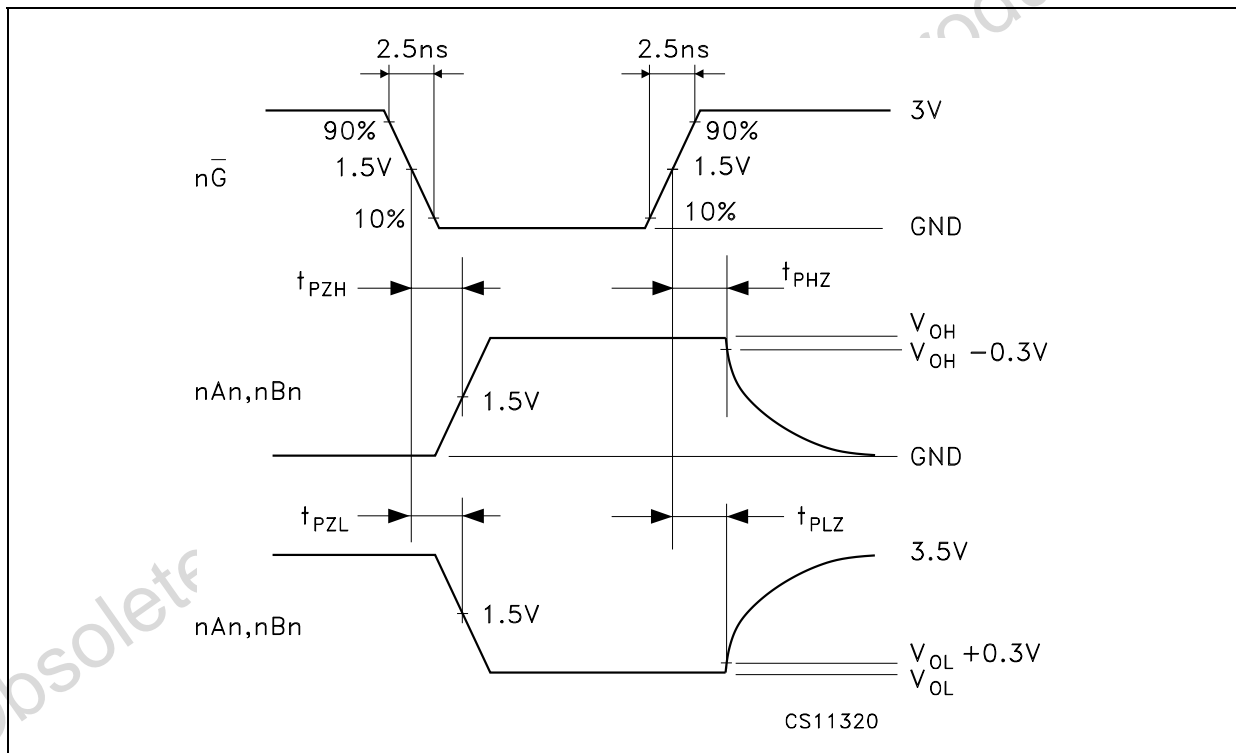 2.5ns 2.5ns
3V
90% 90%
nG̅ 1.5V 1.5V
10% 10%
GND
tPZH tPHZ
VOH
VOH −0.3V
nAn,nBn 1.5V
GND
tPZL tPLZ
3.5V
1.5V
nAn,nBn
VOL +0.3V
VOL
CS11320